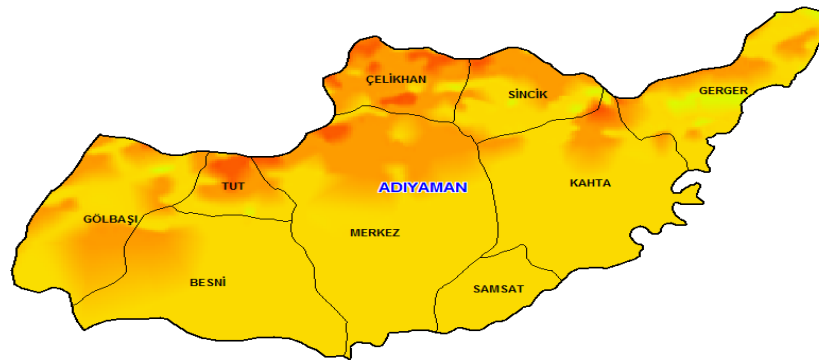 ÇELİKHAN
SİNCİK
GERGER
TUT
ADIYAMAN
KAHTA
GÖLBAŞI
MERKEZ
BESNİ
SAMSAT